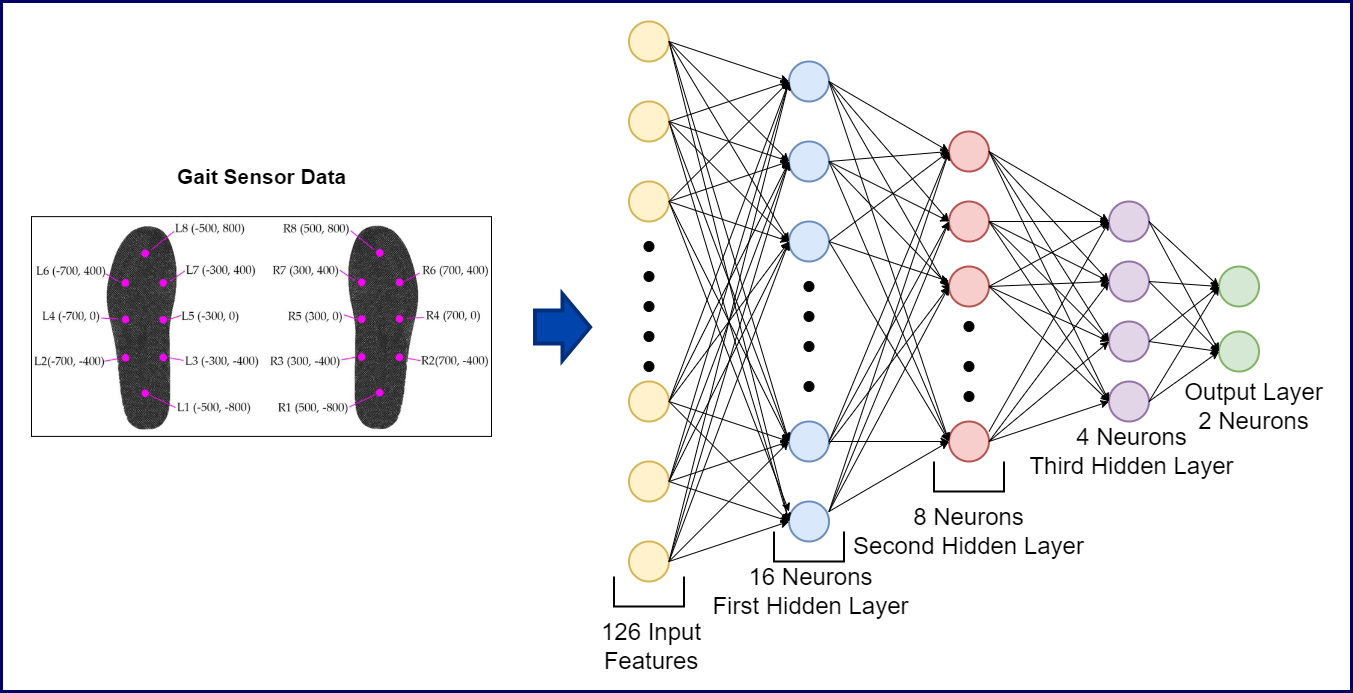 Gait Sensor Data
L8 (-500, 800)
R8 (500, 800)
L6 (-700, 400)
L7 (-300, 400)
R7 (300, 400)
R6 (700, 400)
L4 (-700, 0)
L5 (-300, 0)
R5 (300, 0)
R4 (700, 0)
L2(-700, -400)
L3 (-300, -400)
R3 (300, -400)
R2(700, -400)
L1 (-500, -800)
R1 (500, -800)
126 Input
Features
16 Neurons
First Hidden Layer
8 Neurons
Second Hidden Layer
4 Neurons
Third Hidden Layer
Output Layer
2 Neurons